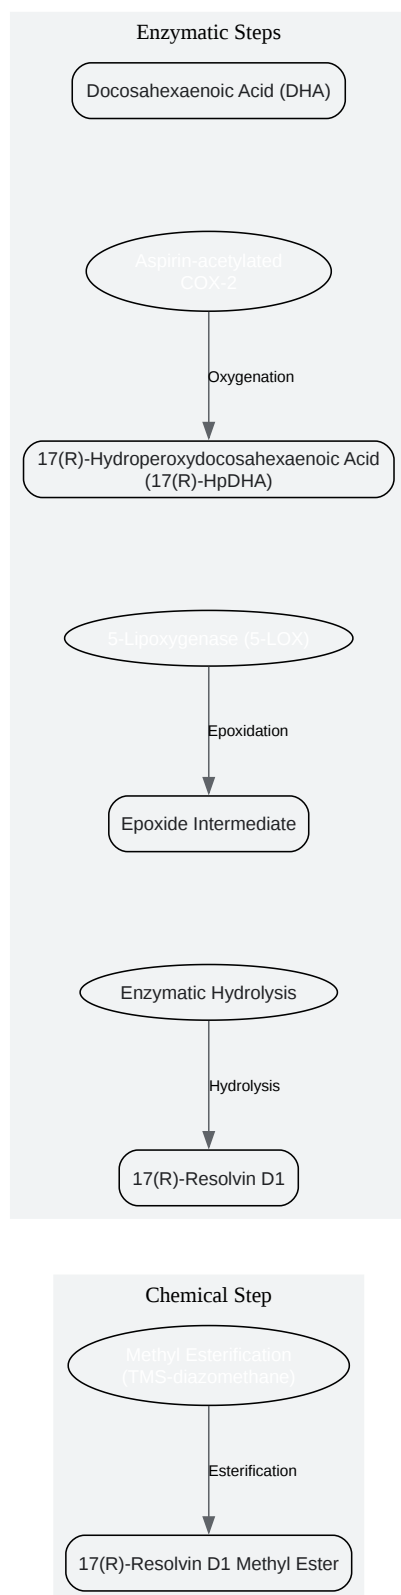 Enzymatic Steps
Docosahexaenoic Acid (DHA)
Aspirin-acetylated
COX-2
Oxygenation
17(R)-Hydroperoxydocosahexaenoic Acid
(17(R)-HpDHA)
5-Lipoxygenase (5-LOX)
Epoxidation
Epoxide Intermediate
Enzymatic Hydrolysis
Hydrolysis
17(R)-Resolvin D1
Chemical Step
Methyl Esterification
(TMS-diazomethane)
Esterification
17(R)-Resolvin D1 Methyl Ester